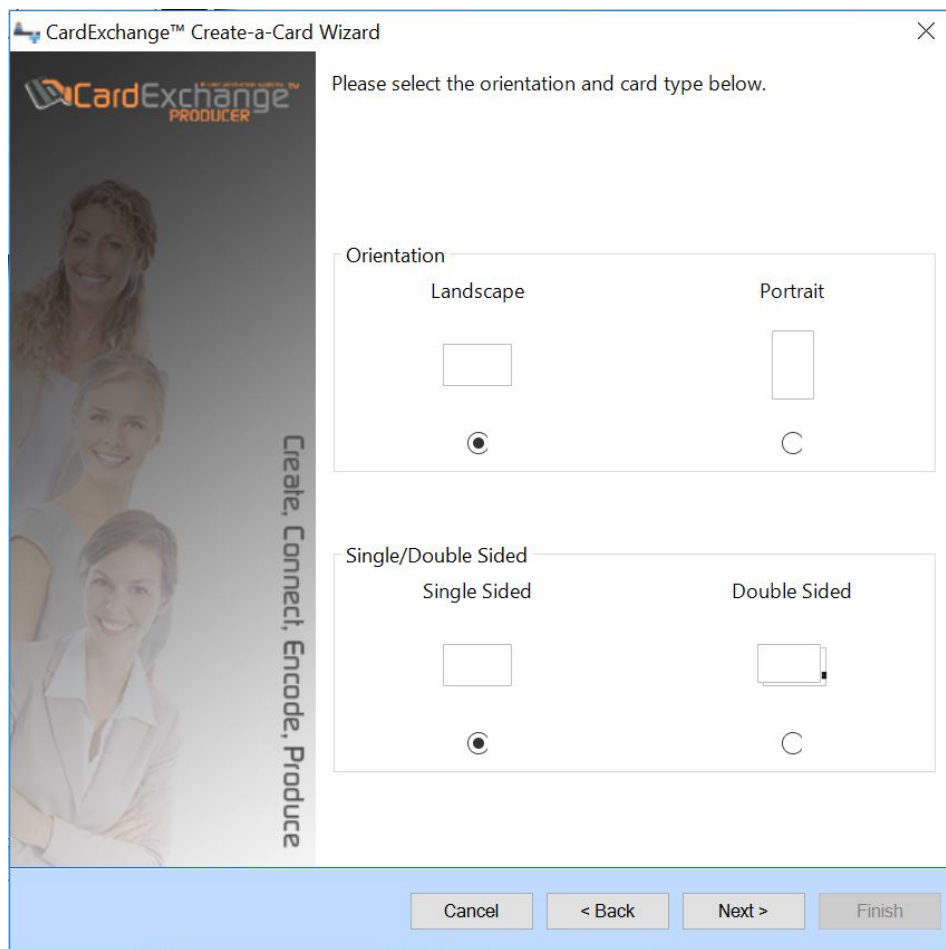 CardExchange™ Create-a-Card Wizard
CardExchange™
PRODUCER
Please select the orientation and card type below.
Orientation
Landscape
Portrait
Single/Double Sided
Single Sided
Double Sided
Create, Connect, Encode, Produce
Cancel
< Back
Next >
Finish